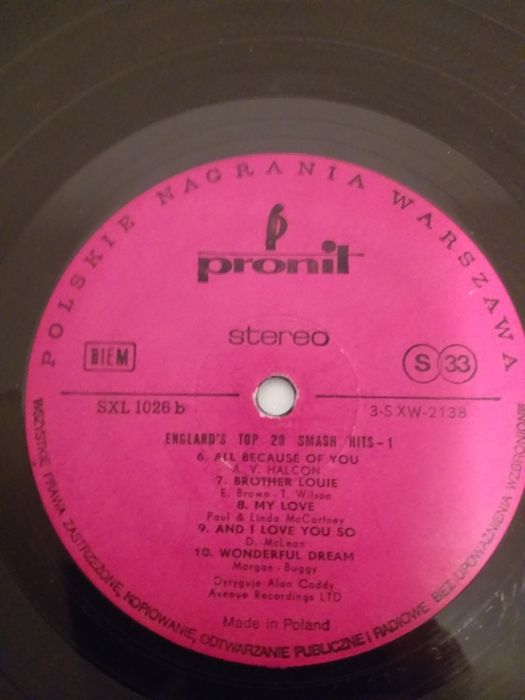 POLSKIE NAGRANIA WARSZAWA
pronit
stereo
BIEM
S 33
SXL 1026 b
3-S XW-2138
ENGLARD'S TOP 20 SMASH HITS-1
6. ALL BECAUSE OF YOU
A. V. HALCON
7. BROTHER LOUIE
E. Brown - T. Wilson
8. MY LOVE
Paul & Linda McCartney
9. AND I LOVE YOU SO
D. McLean
10. WONDERFUL DREAM
Morgan - Buggy
Dyryguje Alan Caddy
Avenue Recordings LTD
Made in Poland
WSZYSTKIE PRAWA ZASTRZEŻONE, KOPIOWANIE, ODTWARZANIE PUBLICZNE I RADIOWE BEZ UPOWAŻNIENIA WZBRONIONE